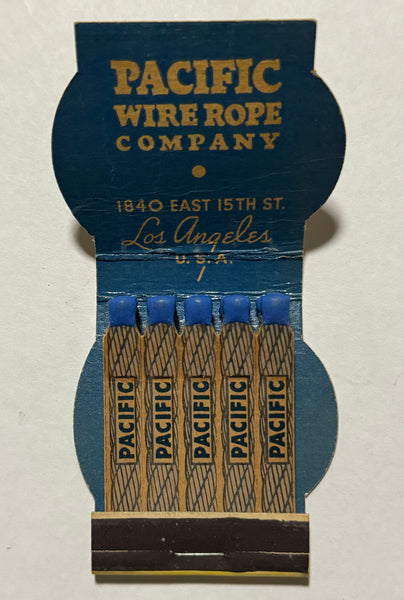 PACIFIC
WIRE ROPE
COMPANY
1840 EAST 15TH ST.
Los Angeles
U.S.A.
PACIFIC
PACIFIC
PACIFIC
PACIFIC
PACIFIC